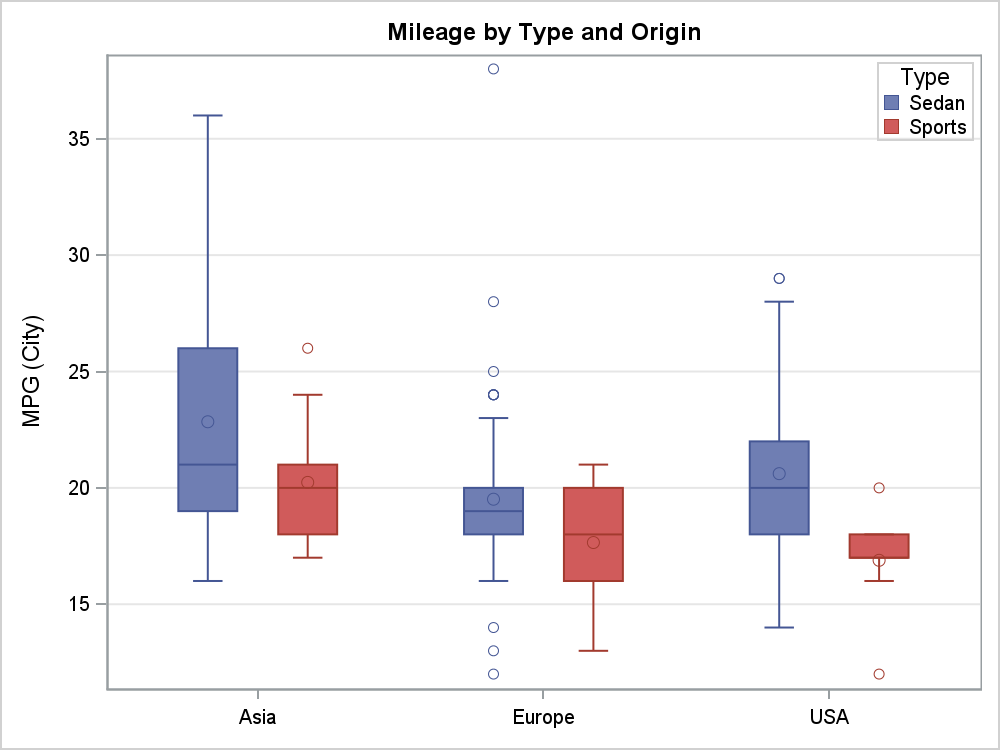 Mileage by Type and Origin
Type
Sedan
Sports
MPG (City)
35
30
25
20
15
Asia
Europe
USA